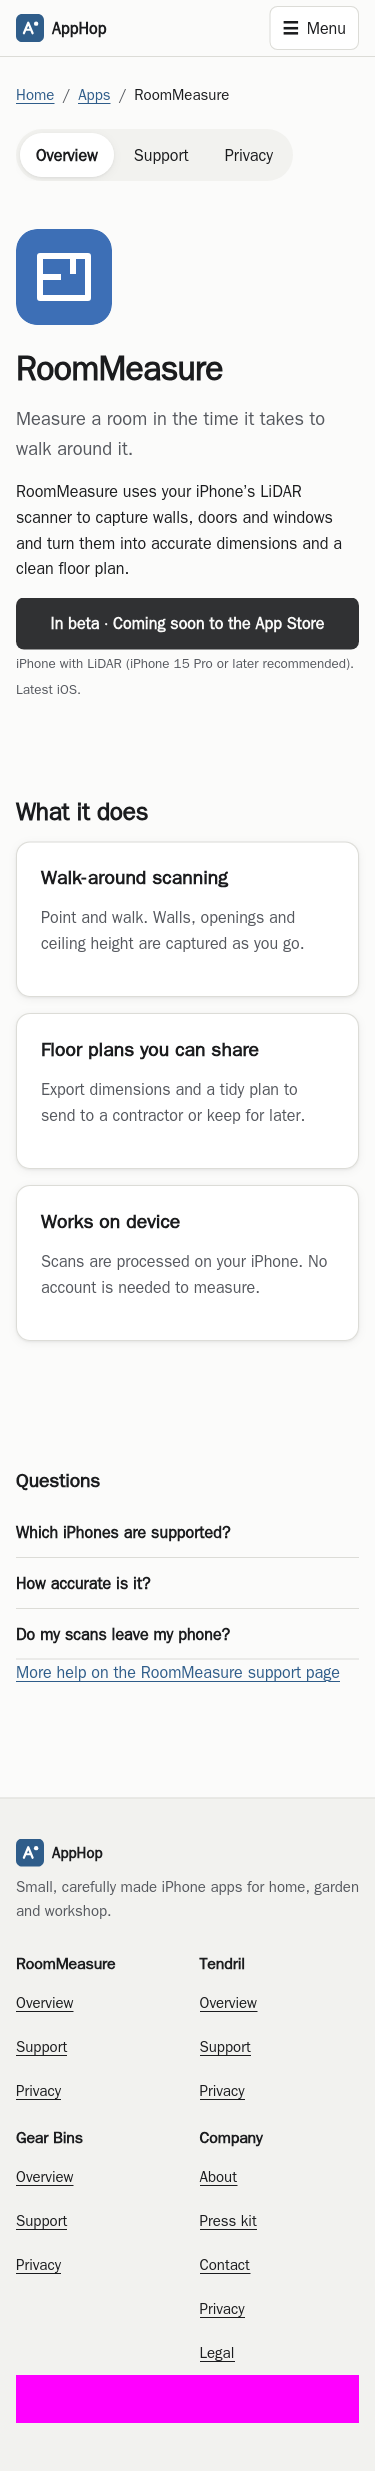 AppHop
☰ Menu
Home / Apps / RoomMeasure
Overview Support Privacy
RoomMeasure
Measure a room in the time it takes to
walk around it.
RoomMeasure uses your iPhone's LiDAR
scanner to capture walls, doors and windows
and turn them into accurate dimensions and a
clean floor plan.
In beta · Coming soon to the App Store
iPhone with LiDAR (iPhone 15 Pro or later recommended).
Latest iOS.
What it does
Walk-around scanning
Point and walk. Walls, openings and
ceiling height are captured as you go.
Floor plans you can share
Export dimensions and a tidy plan to
send to a contractor or keep for later.
Works on device
Scans are processed on your iPhone. No
account is needed to measure.
Questions
Which iPhones are supported?
How accurate is it?
Do my scans leave my phone?
More help on the RoomMeasure support page
AppHop
Small, carefully made iPhone apps for home, garden
and workshop.
RoomMeasure
Overview
Support
Privacy
Tendril
Overview
Support
Privacy
Gear Bins
Overview
Support
Privacy
Company
About
Press kit
Contact
Privacy
Legal